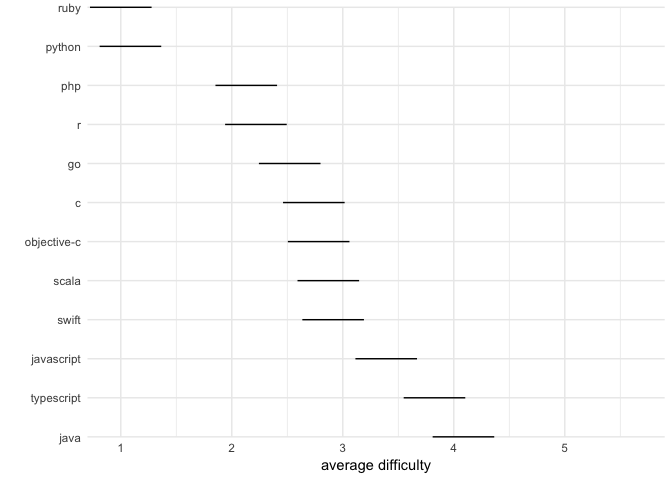 ruby
python
php
r
go
c
objective-c
scala
swift
javascript
typescript
java
1 2 3 4 5
average difficulty